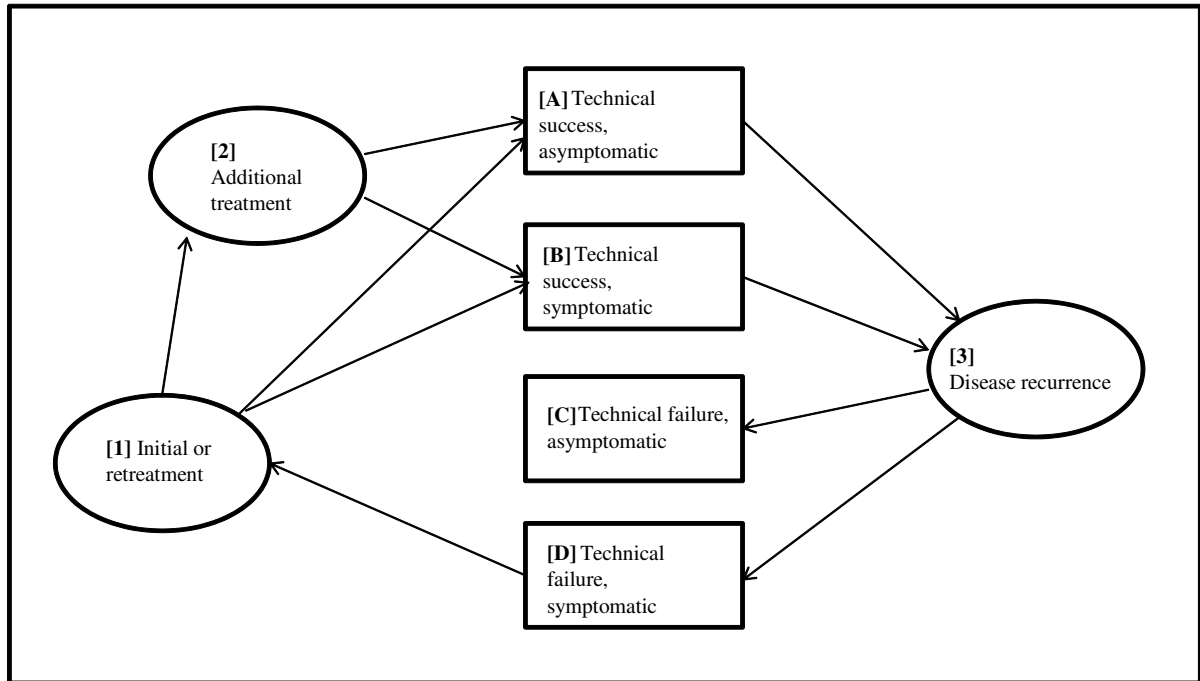 [A] Technical
success,
asymptomatic
[2]
Additional
treatment
[B] Technical
success,
symptomatic
[3]
Disease recurrence
[C] Technical failure,
asymptomatic
[1] Initial or
retreatment
[D] Technical
failure,
symptomatic